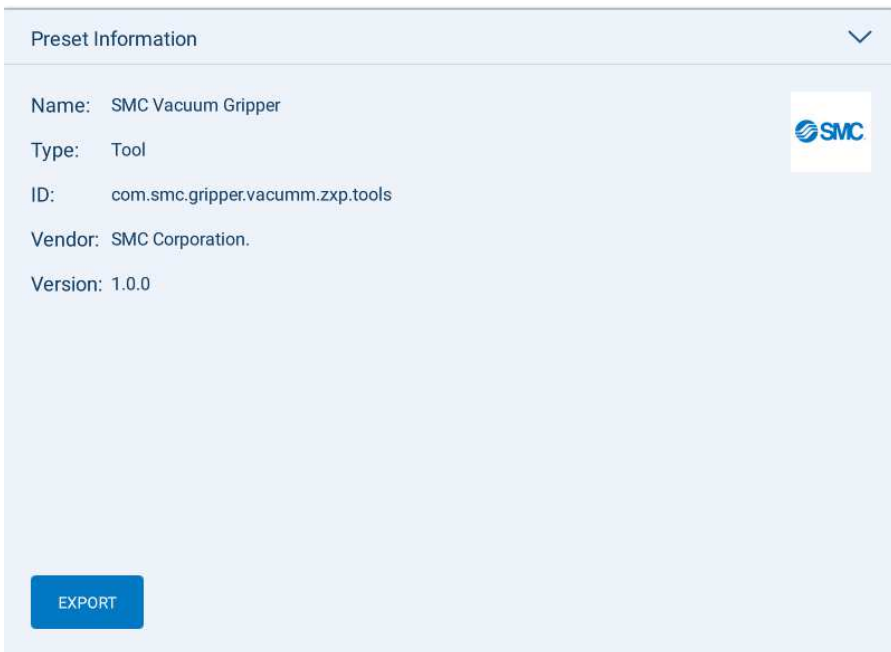 Preset Information
Name: SMC Vacuum Gripper
SMC
Type: Tool
ID: com.smc.gripper.vacumm.zxp.tools
Vendor: SMC Corporation.
Version: 1.0.0
EXPORT